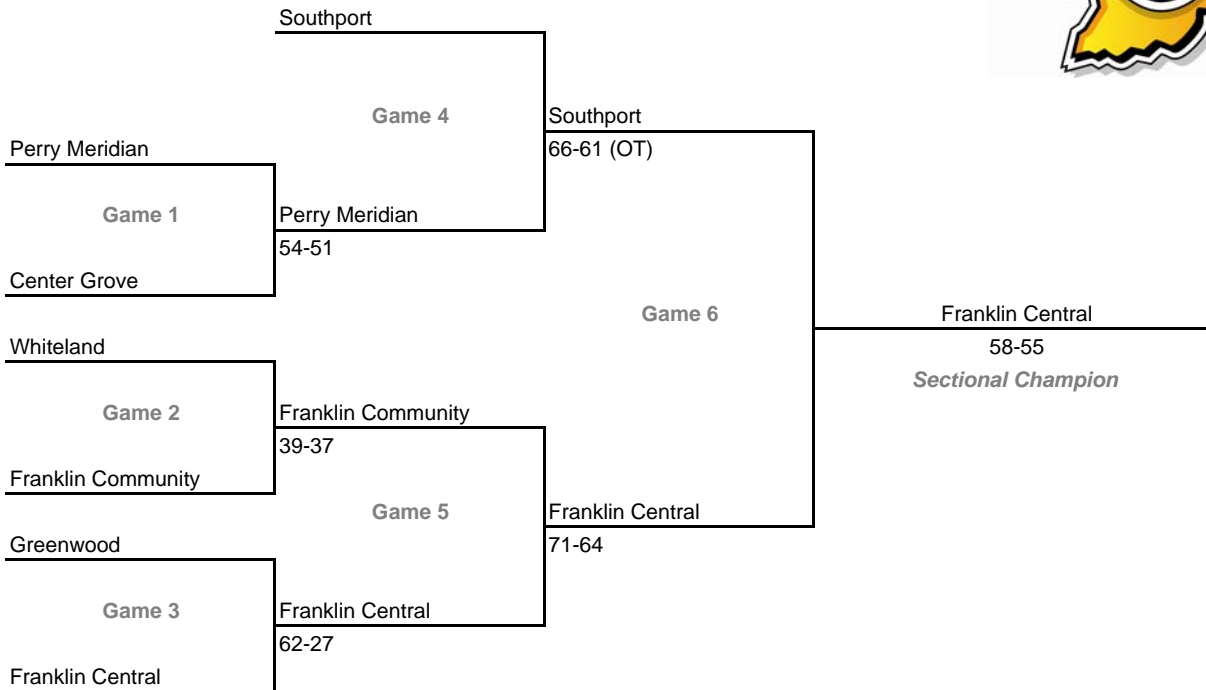 Southport
Game 4
Southport
Perry Meridian
66-61 (OT)
Game 1
Perry Meridian
54-51
Center Grove
Game 6
Franklin Central
Whiteland
58-55
Sectional Champion
Game 2
Franklin Community
39-37
Franklin Community
Game 5
Franklin Central
Greenwood
71-64
Game 3
Franklin Central
62-27
Franklin Central